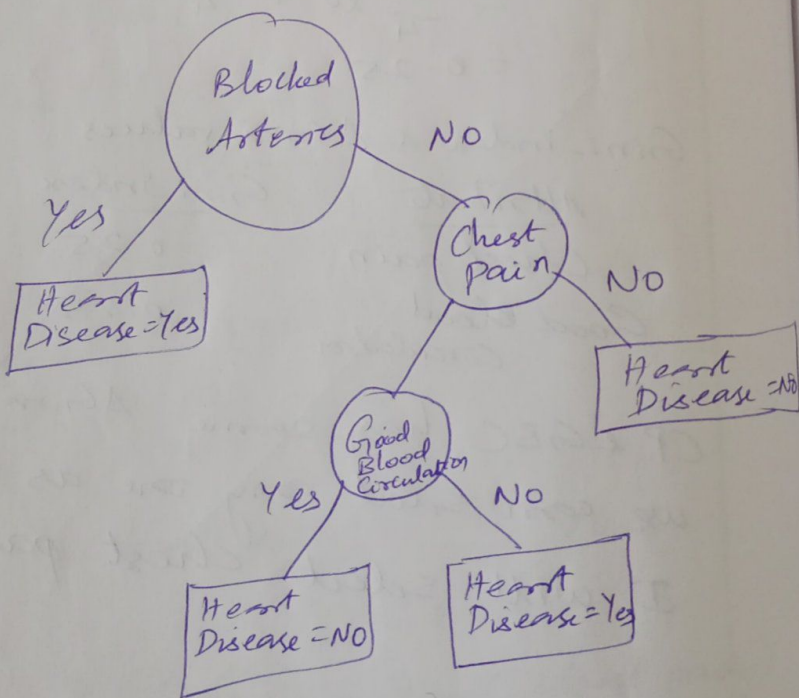 Blocked
Arteries
NO
Yes
Chest
Pain
NO
Heart
Disease=Yes
Heart
Disease=NO
Good
Blood
Circulation
Yes
NO
Heart
Disease=NO
Heart
Disease=Yes